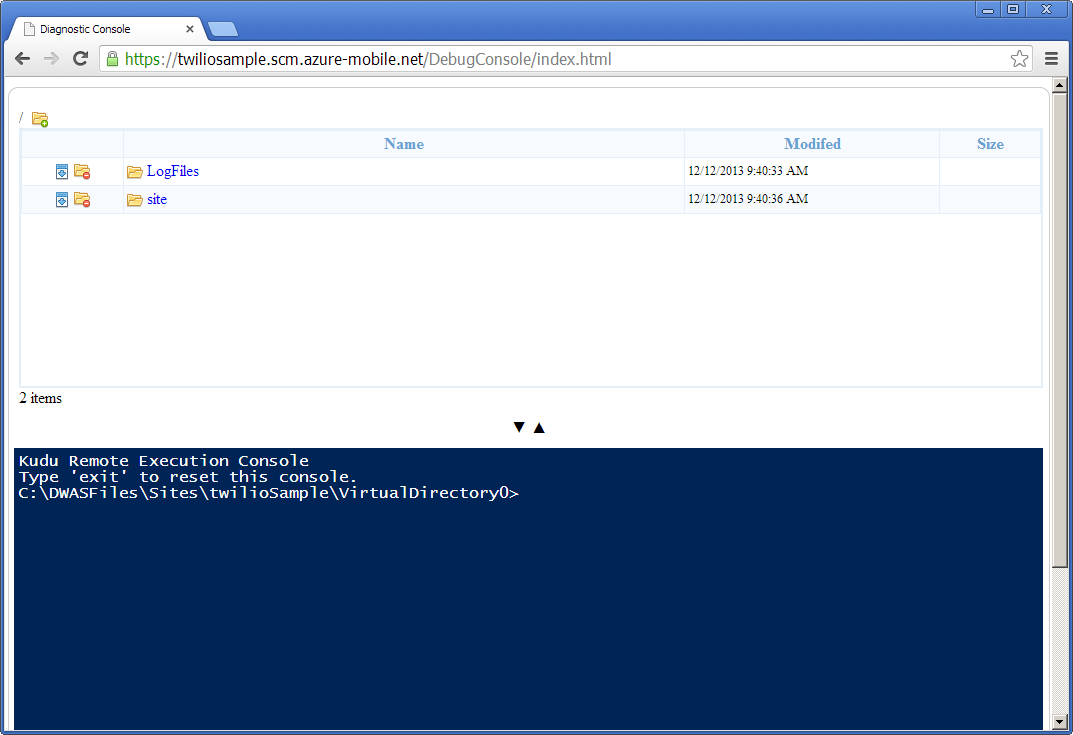 Diagnostic Console
https://twiliosample.scm.azure-mobile.net/DebugConsole/index.html
/
Name Modifed Size
LogFiles 12/12/2013 9:40:33 AM
site 12/12/2013 9:40:36 AM
2 items
Kudu Remote Execution Console
Type 'exit' to reset this console.
C:\DWASFiles\Sites\twilioSample\VirtualDirectory0>